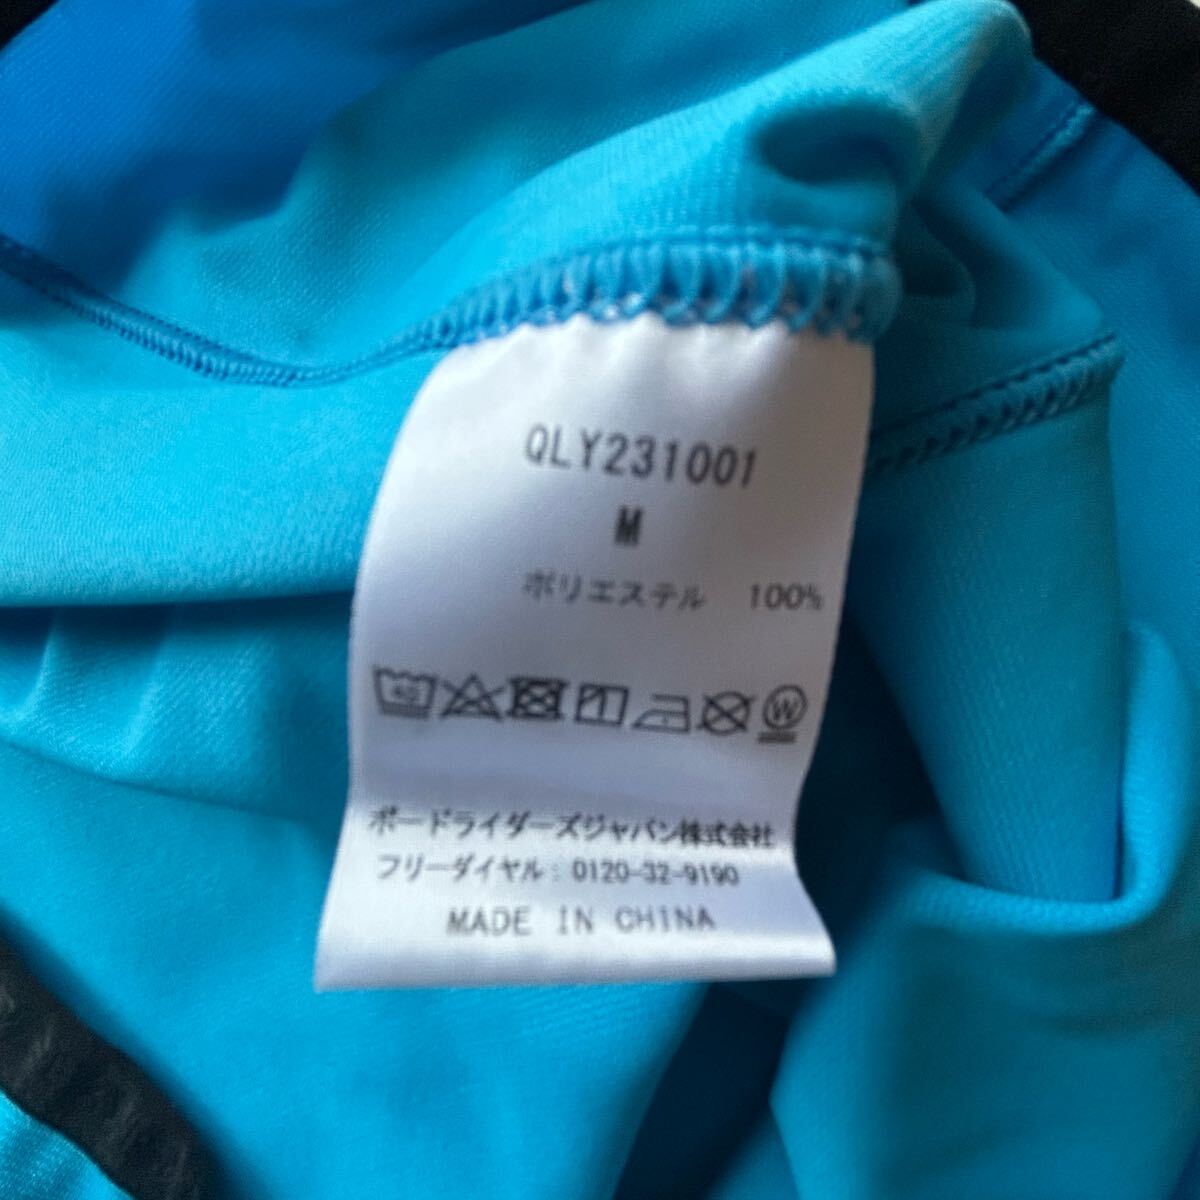 QLY231001
M
ポリエステル 100%
40 W
ボードライダーズジャパン株式会社
フリーダイヤル：0120-32-9190
MADE IN CHINA